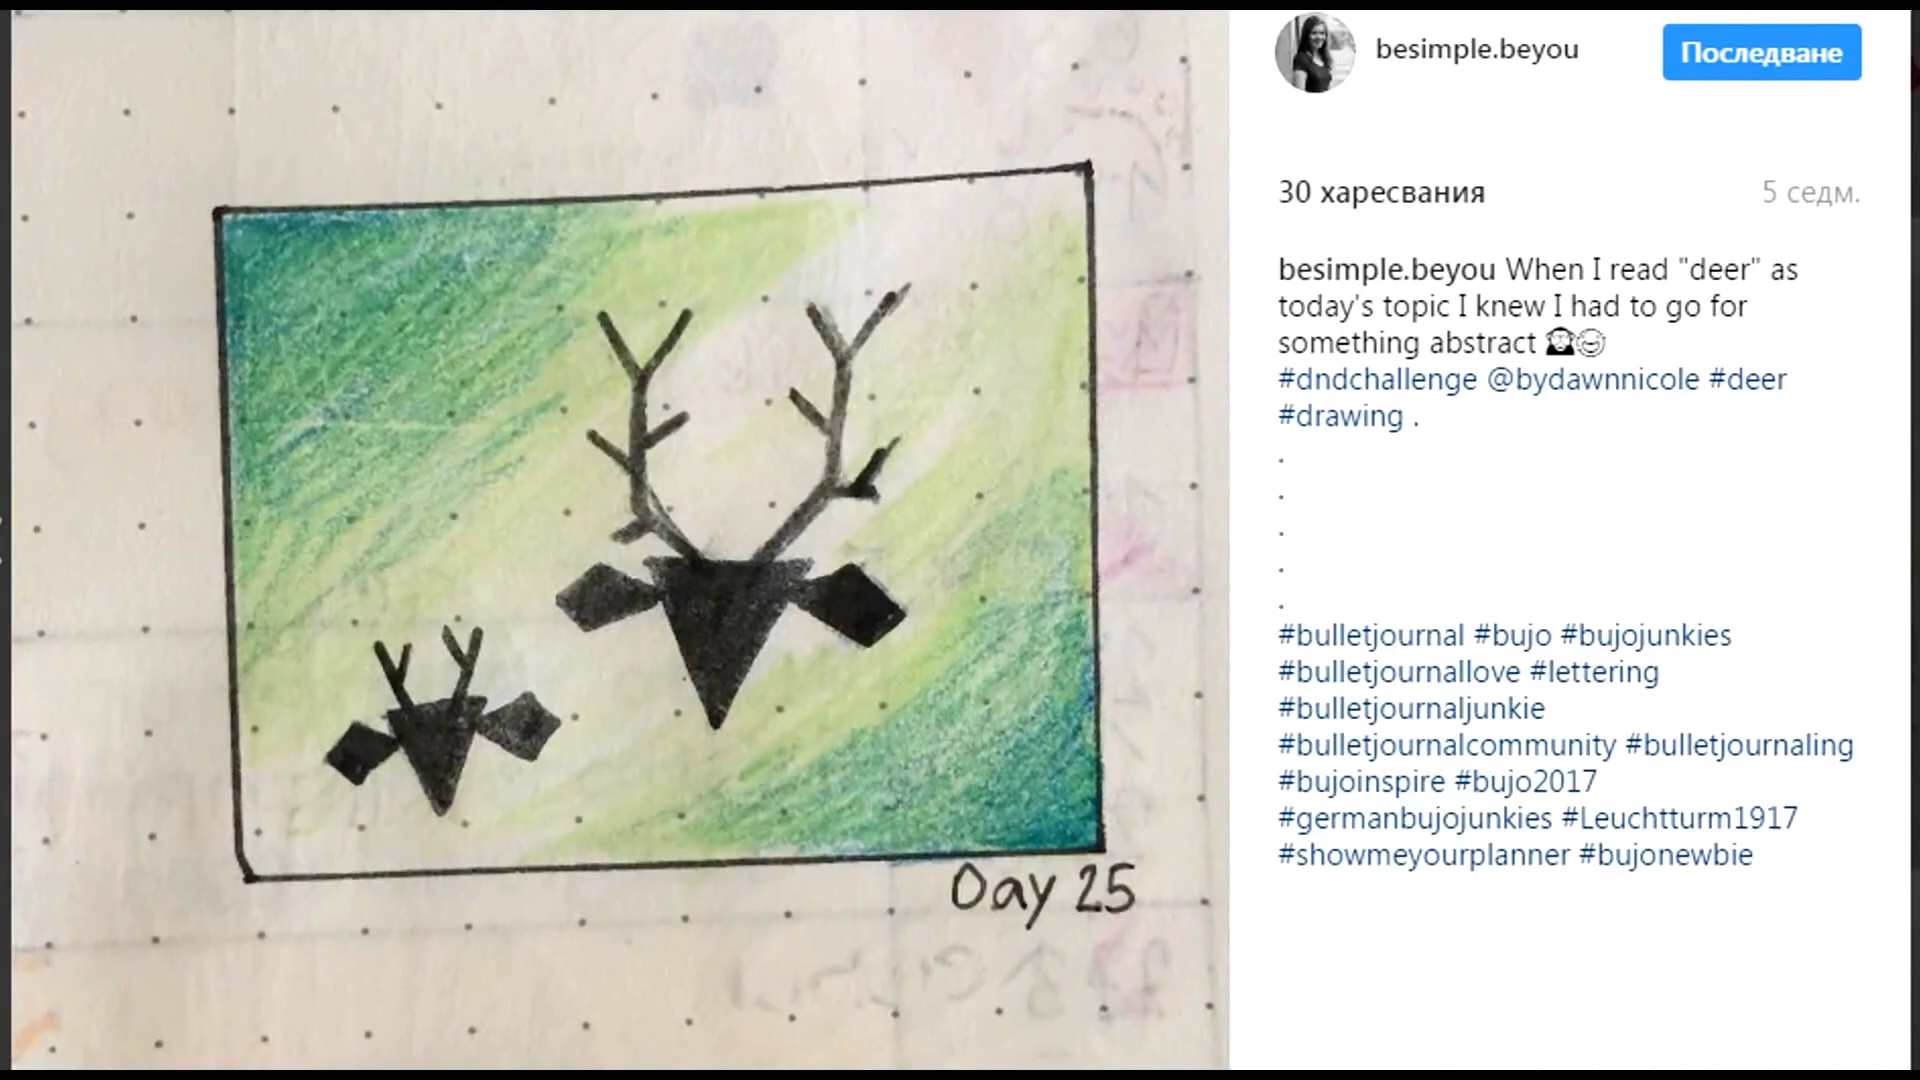 besimple.beyou
Последване
30 харесвания
5 седм.
besimple.beyou When I read "deer" as
today's topic I knew I had to go for
something abstract
#dndchallenge @bydawnnicole #deer
#drawing .
.
.
.
.
.
#bulletjournal #bujo #bujojunkies
#bulletjournallove #lettering
#bulletjournaljunkie
#bulletjournalcommunity #bulletjournaling
#bujoinspire #bujo2017
#germanbujojunkies #Leuchtturm1917
#showmeyourplanner #bujonewbie
Day 25